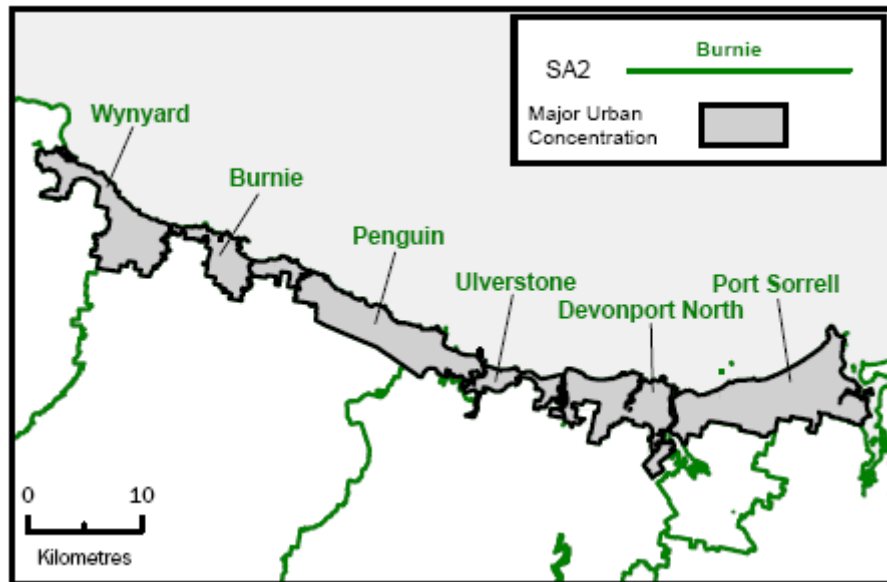 Burnie
SA2
Major Urban
Concentration
Wynyard
Burnie
Penguin
Ulverstone
Port Sorrell
Devonport North
0 10
Kilometres